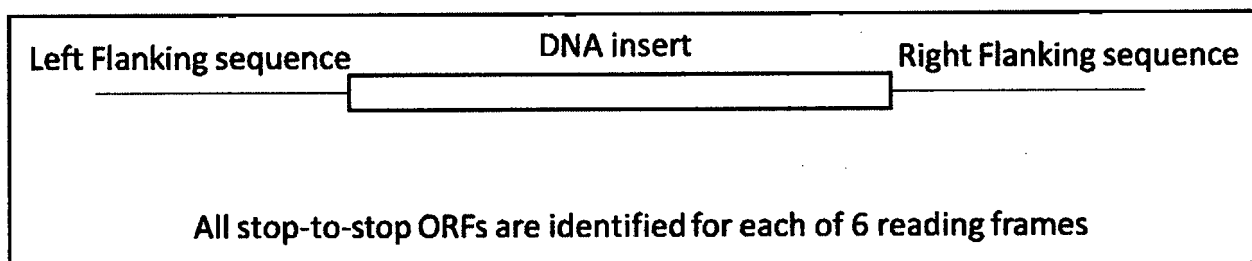 Left Flanking sequence DNA insert Right Flanking sequence
All stop-to-stop ORFs are identified for each of 6 reading frames